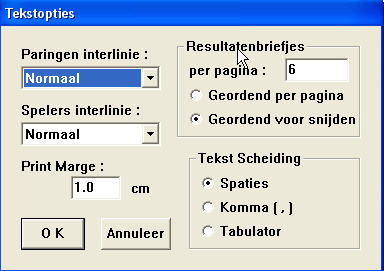 Tekstopties
Paringen interlinie :
Normaal
Spelers interlinie :
Normaal
Print Marge :
1.0 cm
O K
Annuleer
Resultatenbriefjes
per pagina : 6
Geordend per pagina
Geordend voor snijden
Tekst Scheiding
Spaties
Komma ( , )
Tabulator